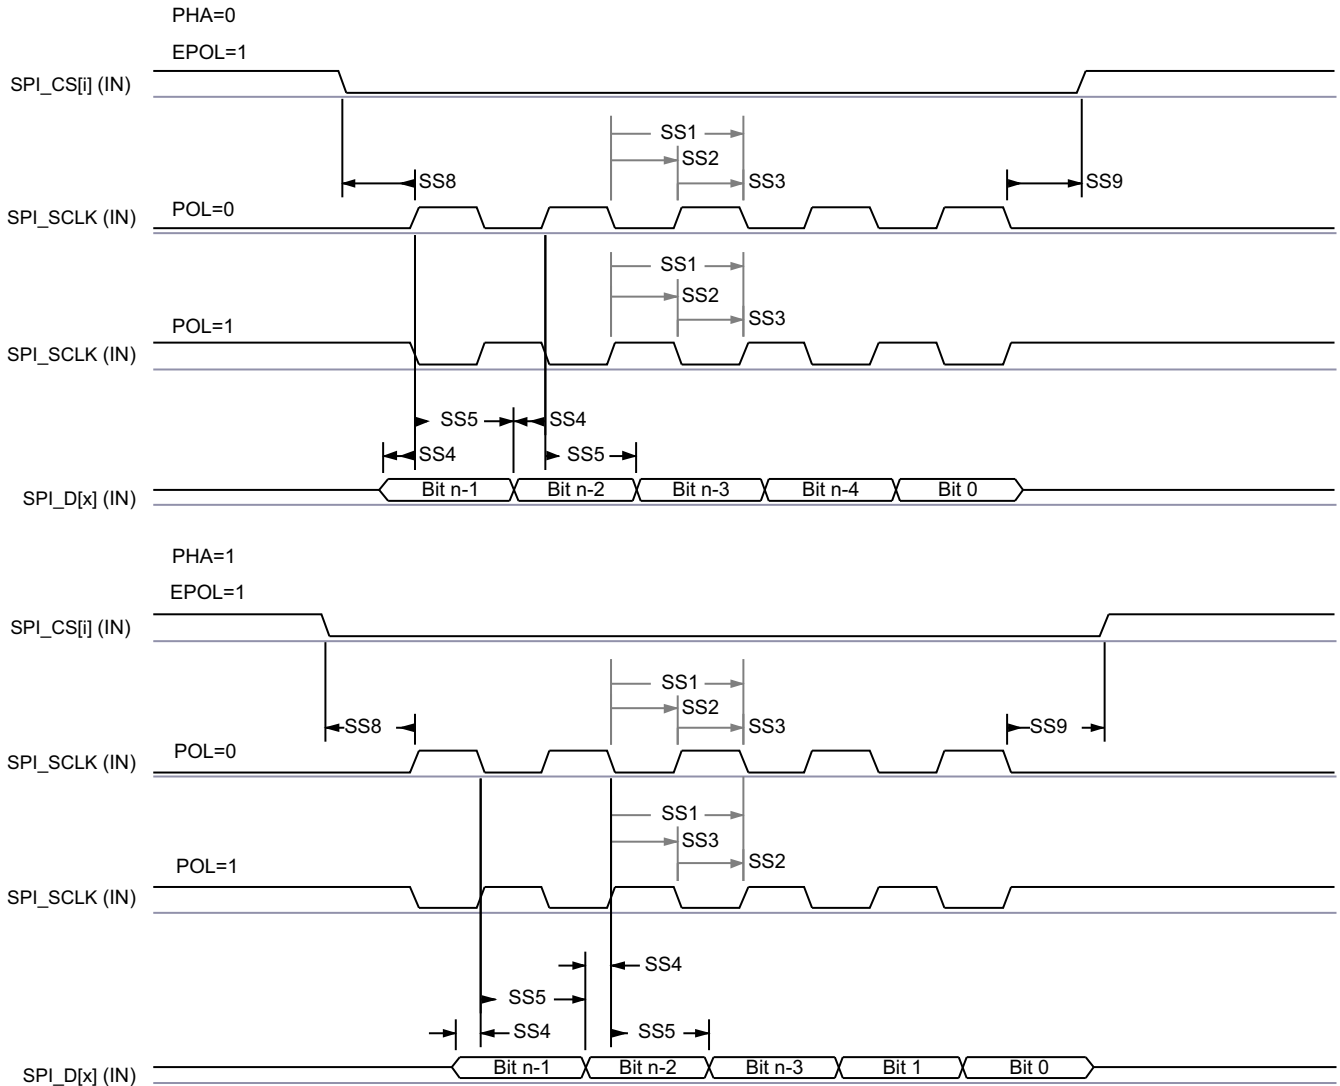 PHA=0
EPOL=1
SPI_CS[i] (IN)
SS1
SS2
SS8
SS3
SS9
POL=0
SPI_SCLK (IN)
SS1
SS2
SS3
POL=1
SPI_SCLK (IN)
SS5
SS4
SS4
SS5
SPI_D[x] (IN)
Bit n-1
Bit n-2
Bit n-3
Bit n-4
Bit 0
PHA=1
EPOL=1
SPI_CS[i] (IN)
SS1
SS2
SS8
SS3
SS9
POL=0
SPI_SCLK (IN)
SS1
SS3
SS2
POL=1
SPI_SCLK (IN)
SS4
SS5
SS4
SS5
SPI_D[x] (IN)
Bit n-1
Bit n-2
Bit n-3
Bit 1
Bit 0